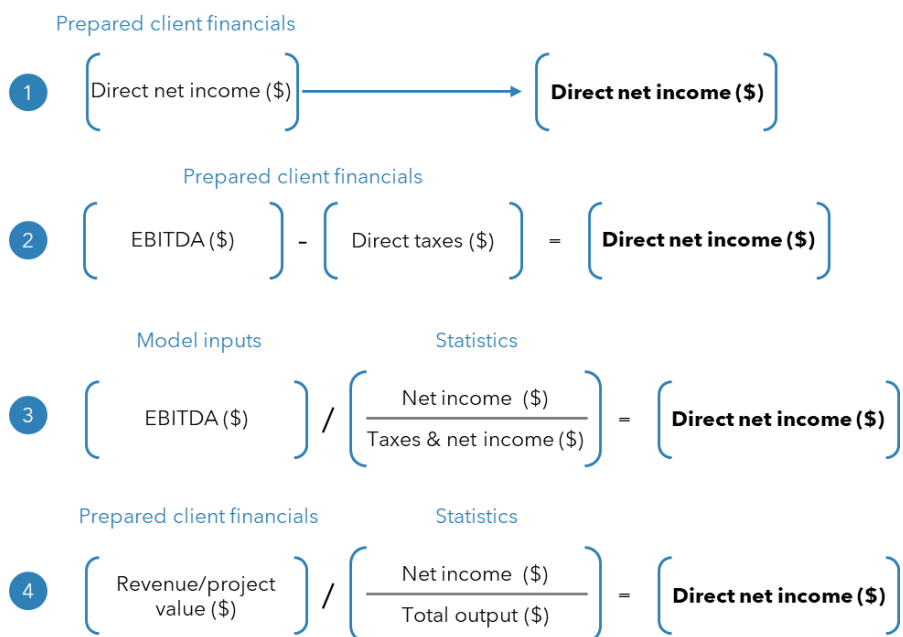 Prepared client financials
1 Direct net income ($) Direct net income ($)
Prepared client financials
2 EBITDA ($) - Direct taxes ($) = Direct net income ($)
Model inputs Statistics
3 EBITDA ($) / Net income ($) = Direct net income ($)
Taxes & net income ($)
Prepared client financials Statistics
4 Revenue/project
value ($) / Net income ($) = Direct net income ($)
Total output ($)